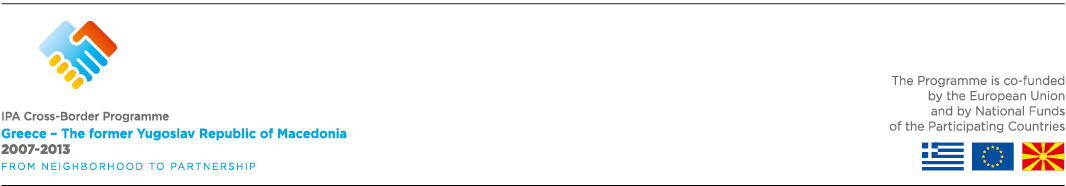 IPA Cross-Border Programme
Greece – The former Yugoslav Republic of Macedonia
2007-2013
FROM NEIGHBORHOOD TO PARTNERSHIP
The Programme is co-funded
by the European Union
and by National Funds
of the Participating Countries